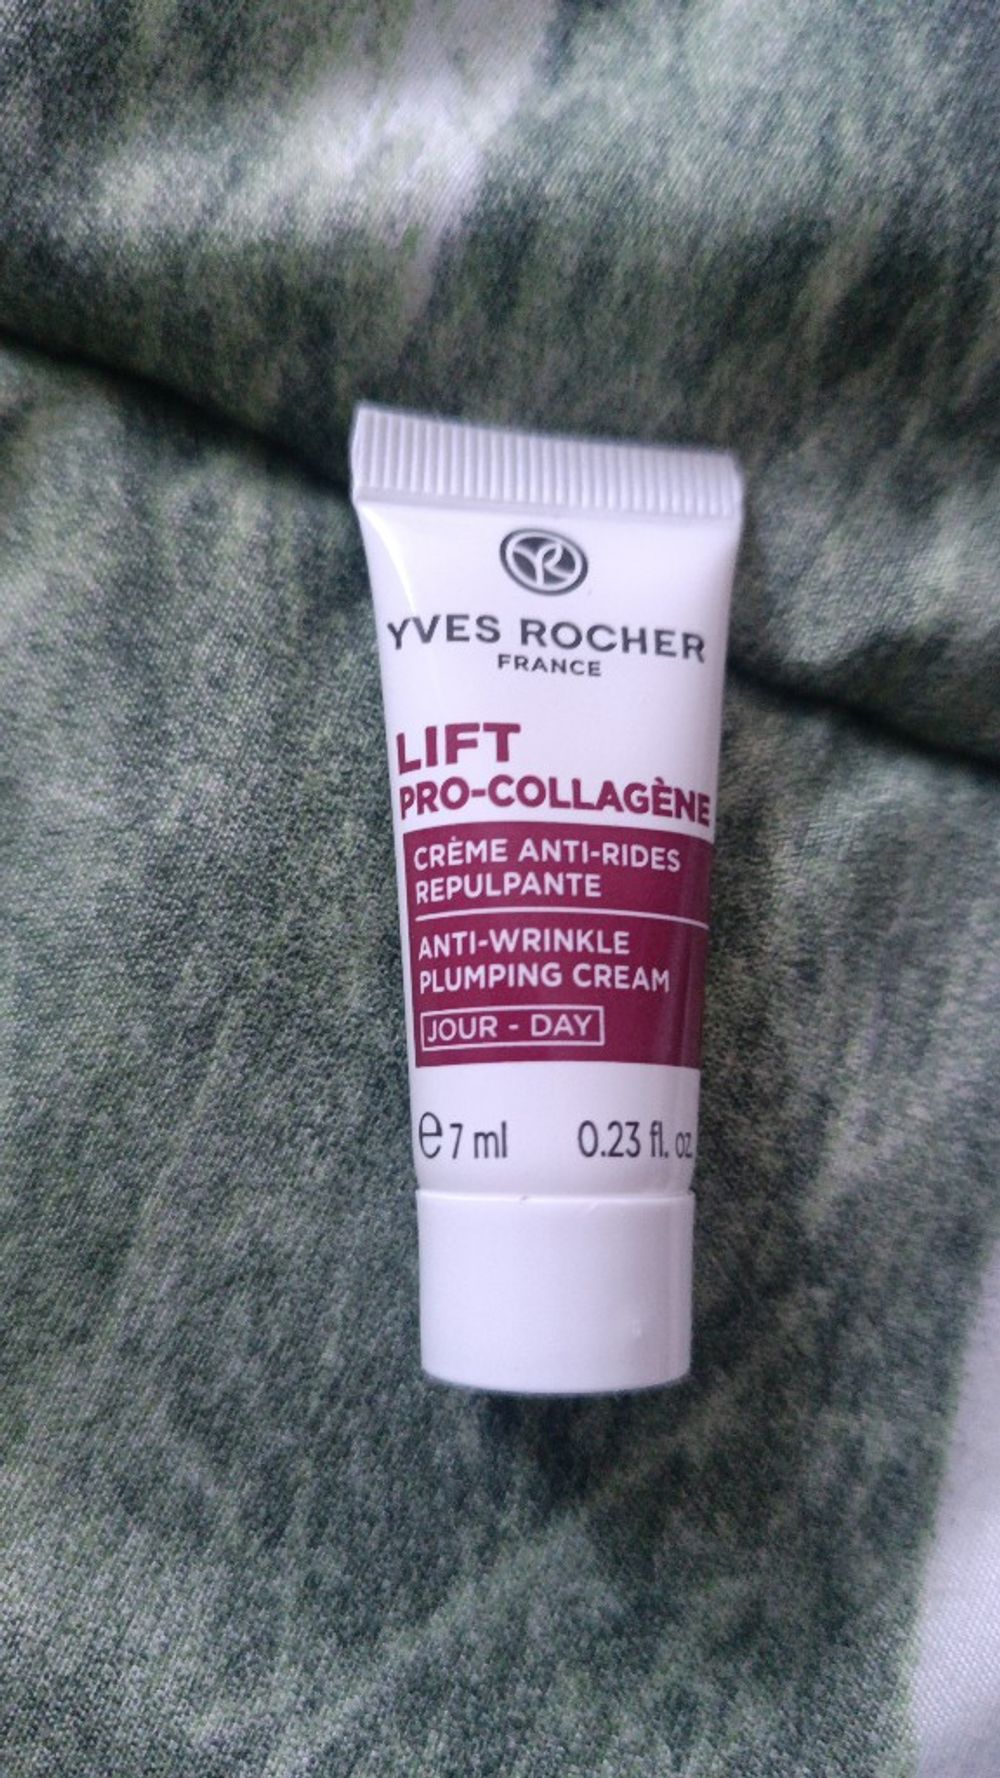 YVES ROCHER
FRANCE
LIFT
PRO-COLLAGÈNE
CRÈME ANTI-RIDES
REPULPANTE
ANTI-WRINKLE
PLUMPING CREAM
JOUR - DAY
℮ 7 ml 0.23 fl. oz